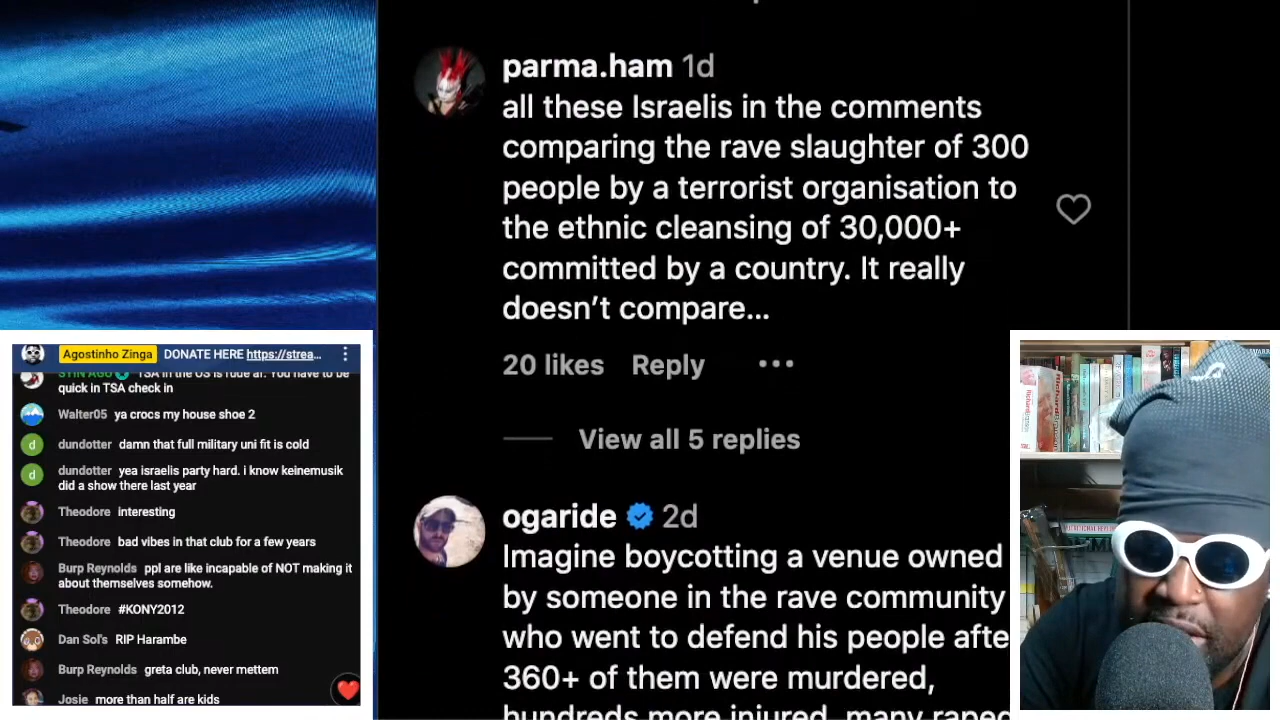 parma.ham 1d
all these Israelis in the comments
comparing the rave slaughter of 300
people by a terrorist organisation to
the ethnic cleansing of 30,000+
committed by a country. It really
doesn't compare...
20 likes Reply ...
View all 5 replies
ogaride 2d
Imagine boycotting a venue owned
by someone in the rave community
who went to defend his people afte
360+ of them were murdered,
hundreds more injured, many raped
Agostinho Zinga DONATE HERE https://strea...
TSA in the US is rude af. You have to be
quick in TSA check in
Walter05 ya crocs my house shoe 2
dundotter damn that full military uni fit is cold
dundotter yea israelis party hard. i know keinemusik
did a show there last year
Theodore interesting
Theodore bad vibes in that club for a few years
Burp Reynolds ppl are like incapable of NOT making it
about themselves somehow.
Theodore #KONY2012
Dan Sol's RIP Harambe
Burp Reynolds greta club, never mettem
Josie more than half are kids